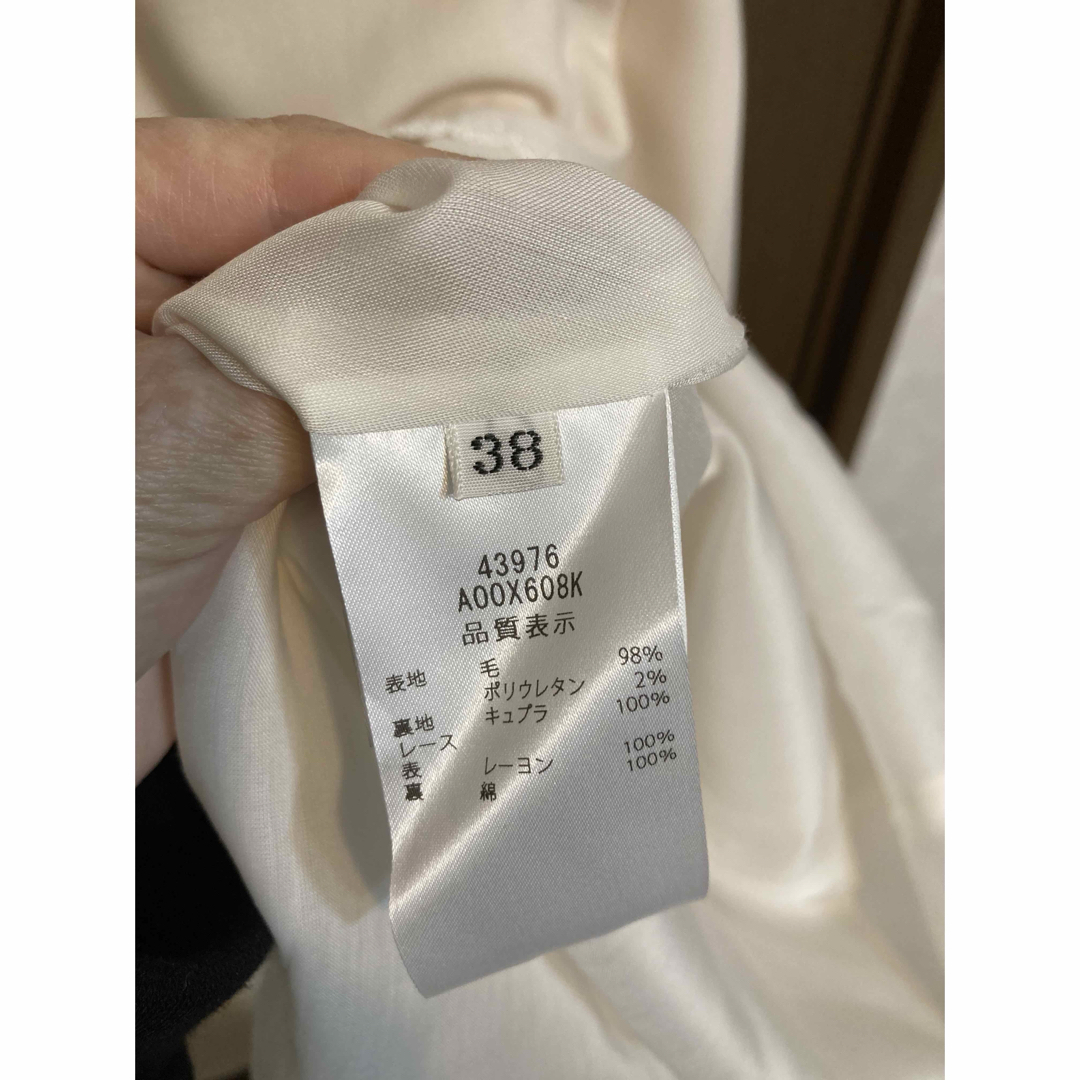 38
43976
A00X608K
品質表示
表地 毛 98%
ポリウレタン 2%
裏地 キュプラ 100%
レース
表 レーヨン 100%
裏 綿 100%